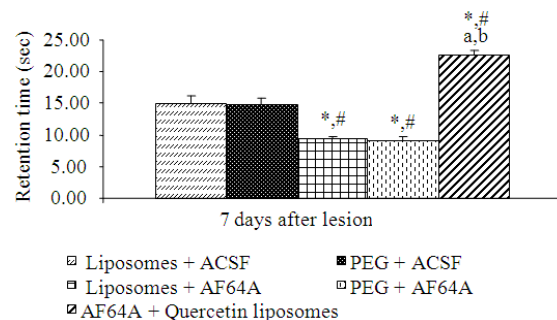 *,#
a,b
25.00
20.00
15.00
10.00
5.00
0.00
Retention time (sec)
*,#
*,#
7 days after lesion
Liposomes + ACSF
PEG + ACSF
Liposomes + AF64A
PEG + AF64A
AF64A + Quercetin liposomes